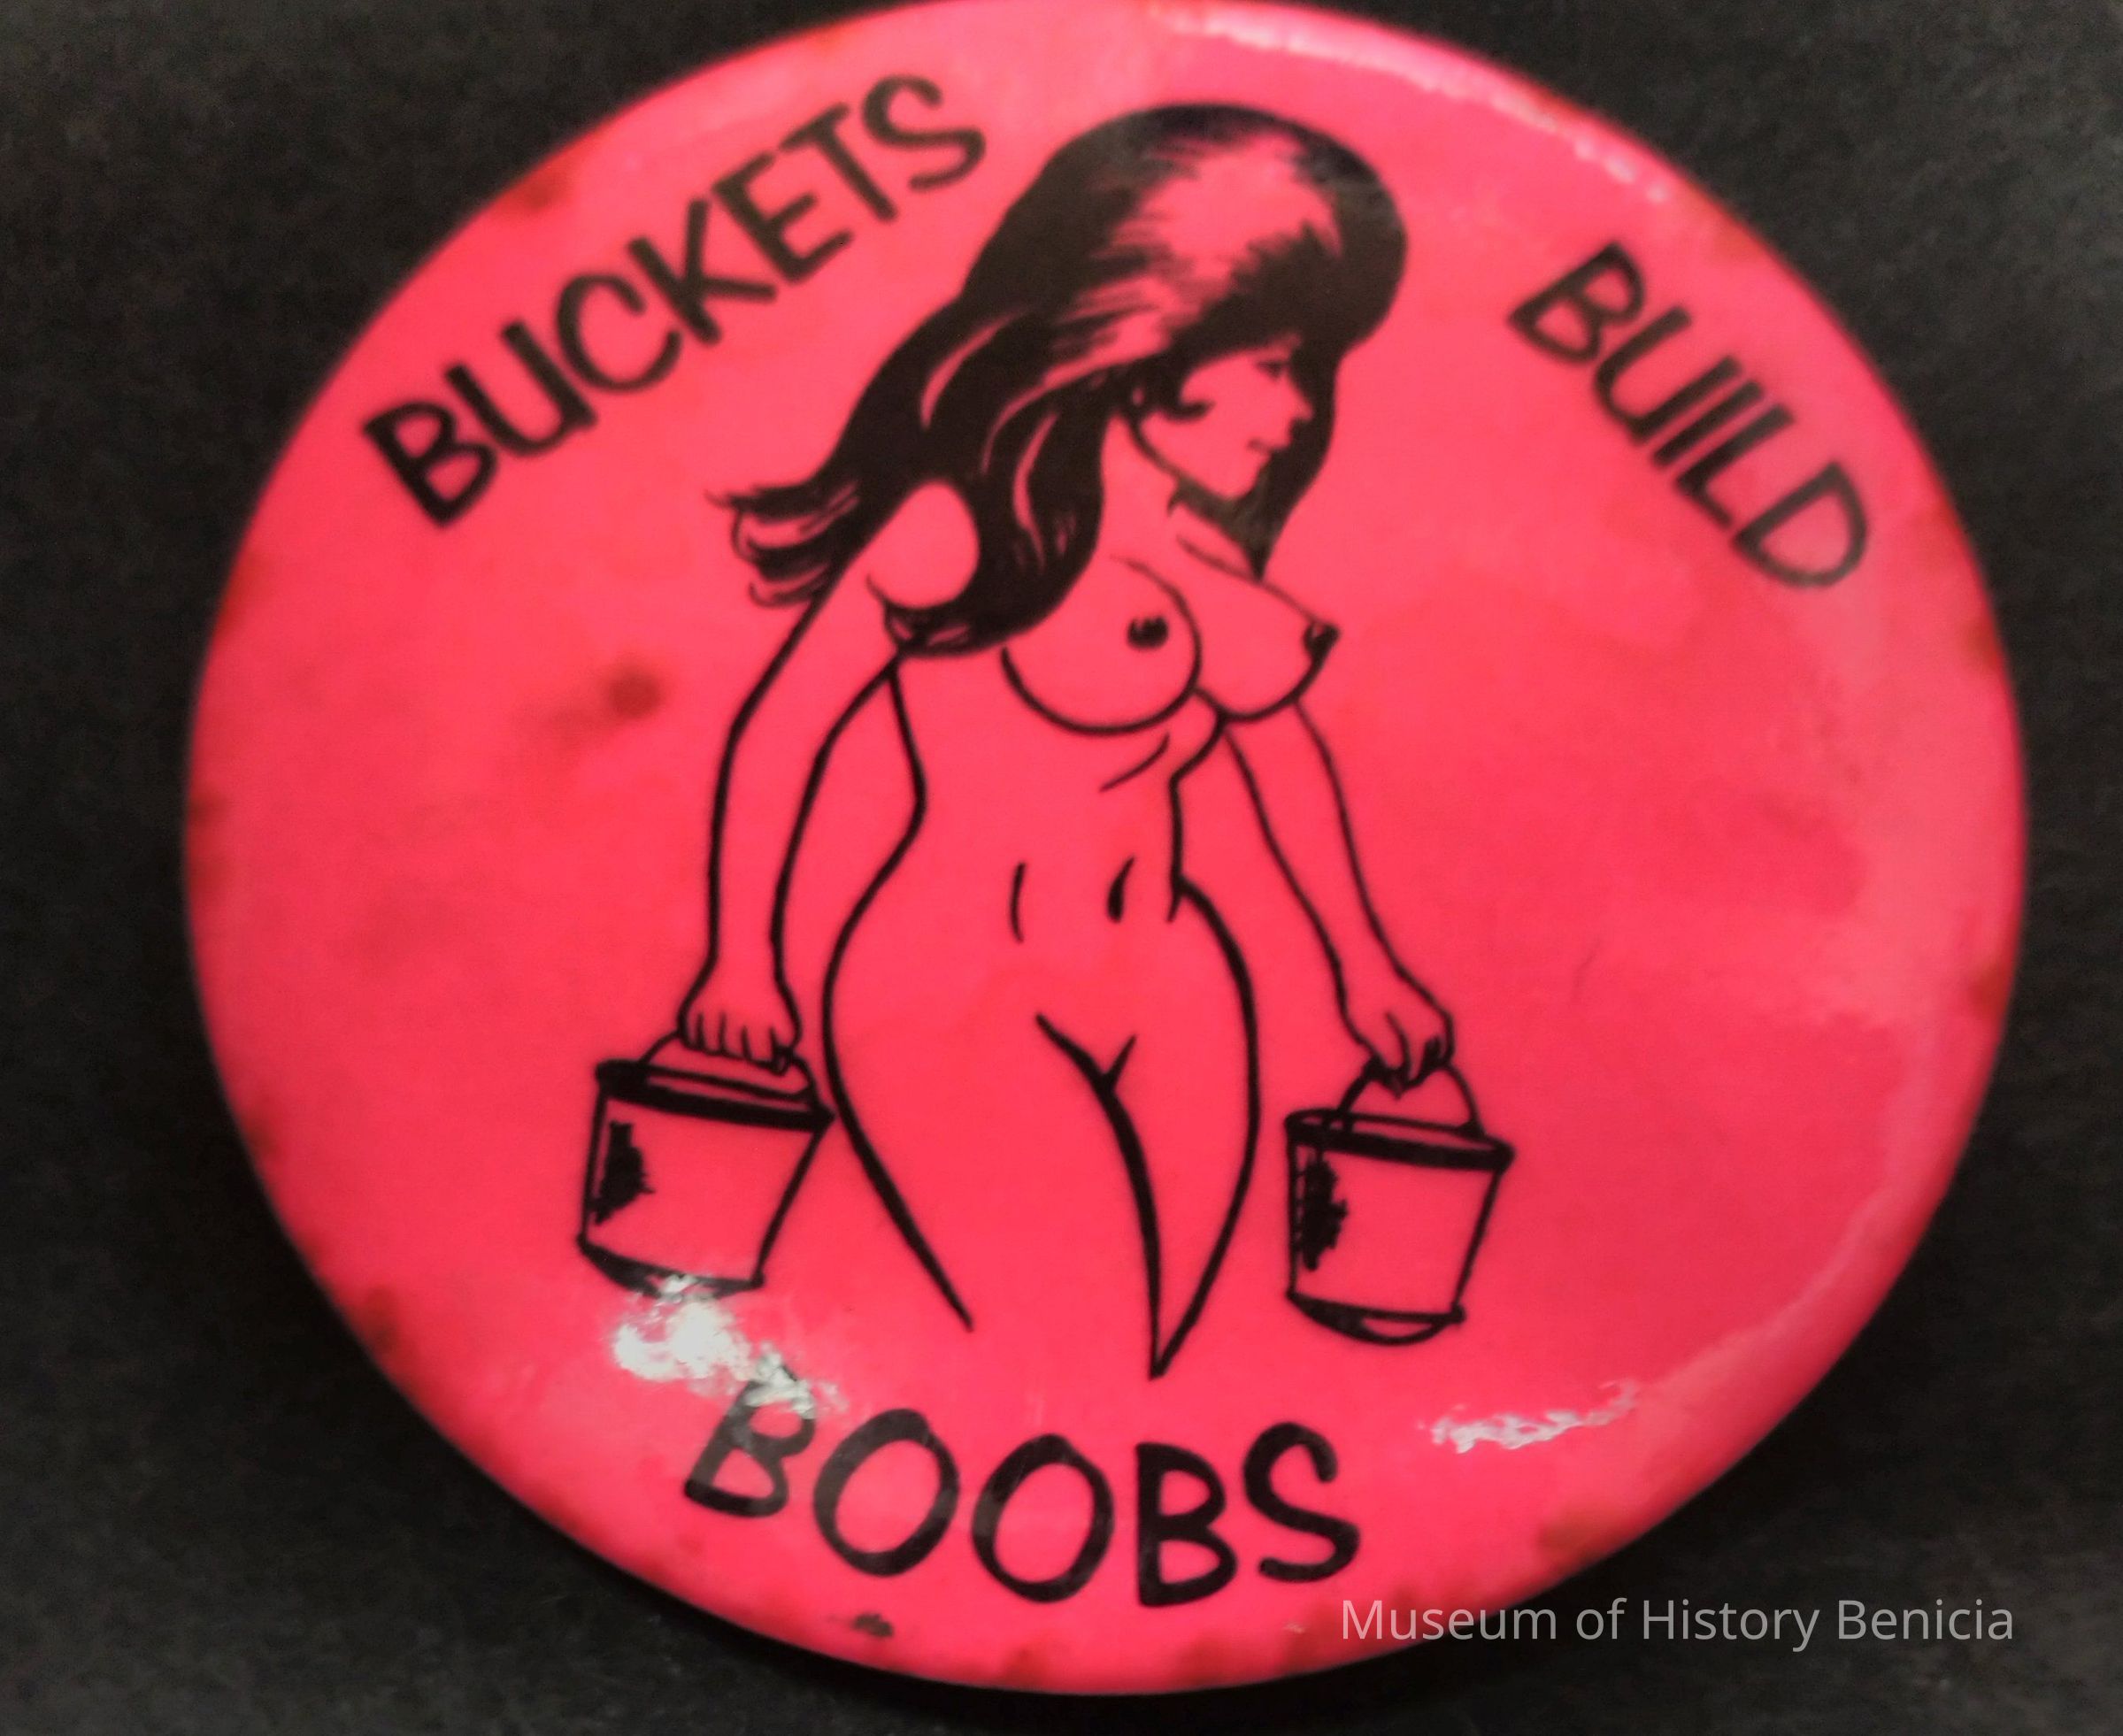 BUCKETS
BUILD
BOOBS
Museum of History Benicia